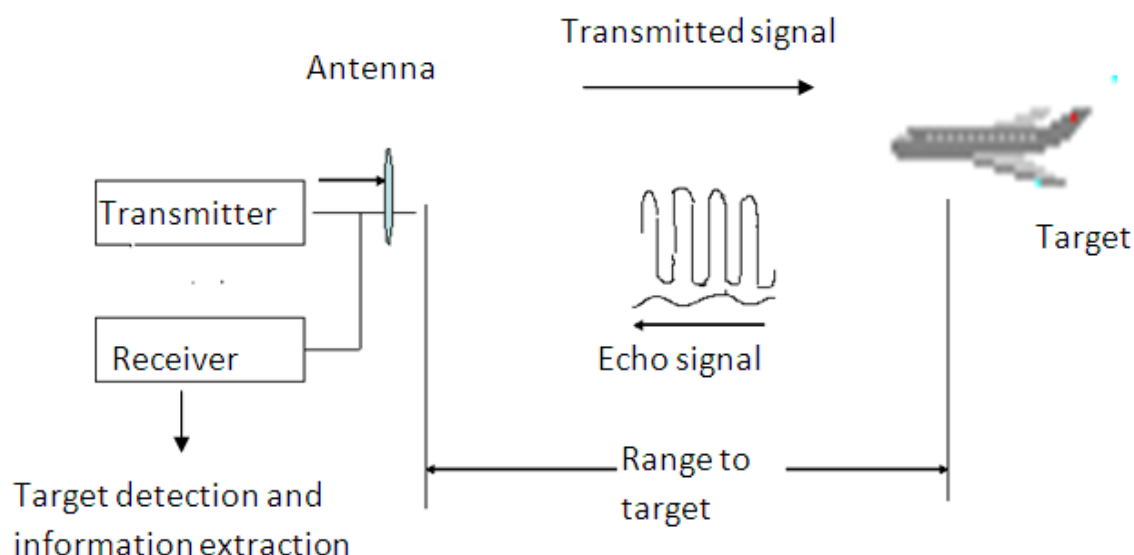 Transmitted signal
Antenna
Transmitter
Target
Receiver
Echo signal
Range to
target
Target detection and
information extraction